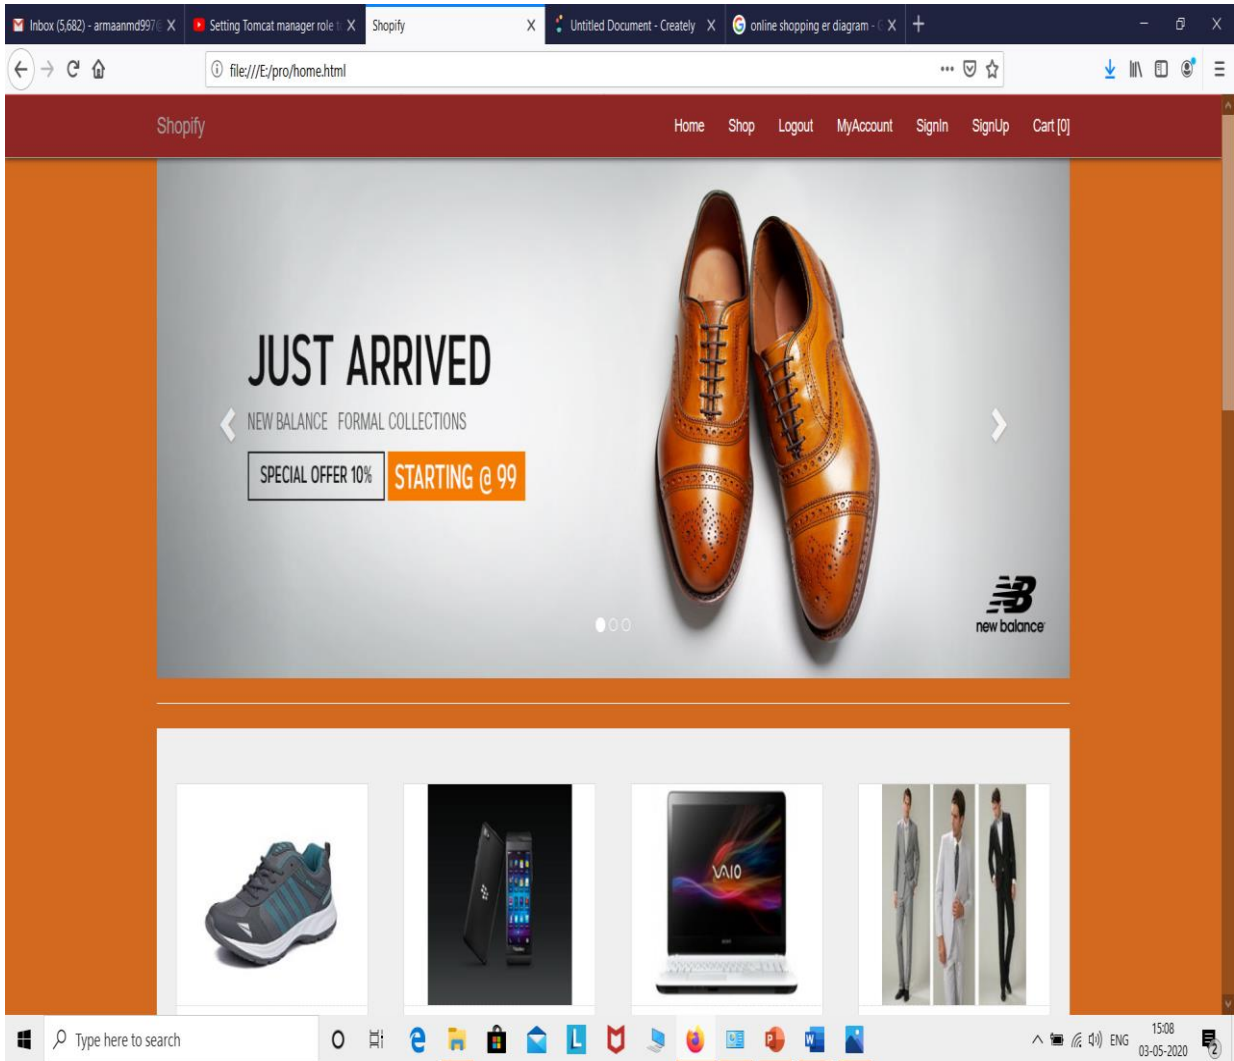 Inbox (5,682) - armaanmd997@
Setting Tomcat manager role t
Shopify
Untitled Document - Creately
online shopping er diagram - G
file:///E:/pro/home.html
Shopify
Home Shop Logout MyAccount SignIn SignUp Cart [0]
JUST ARRIVED
NEW BALANCE FORMAL COLLECTIONS
SPECIAL OFFER 10% STARTING @ 99
new balance
VAIO
Type here to search
ENG
15:08
03-05-2020
2